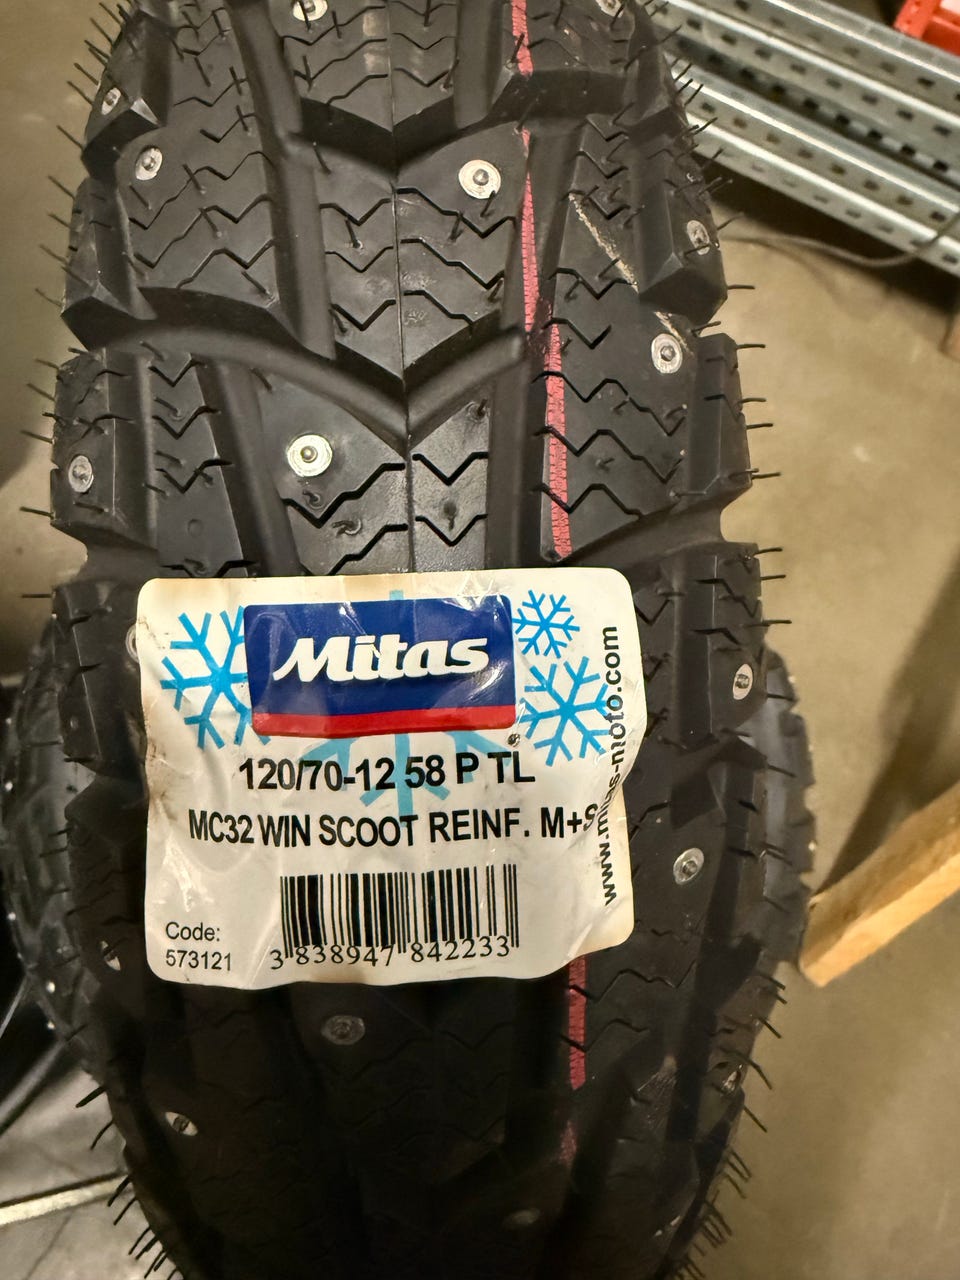 Mitas
120/70-12 58 P TL
MC32 WIN SCOOT REINF. M+S
www.mitas-moto.com
Code:
573121
3 838947 842233